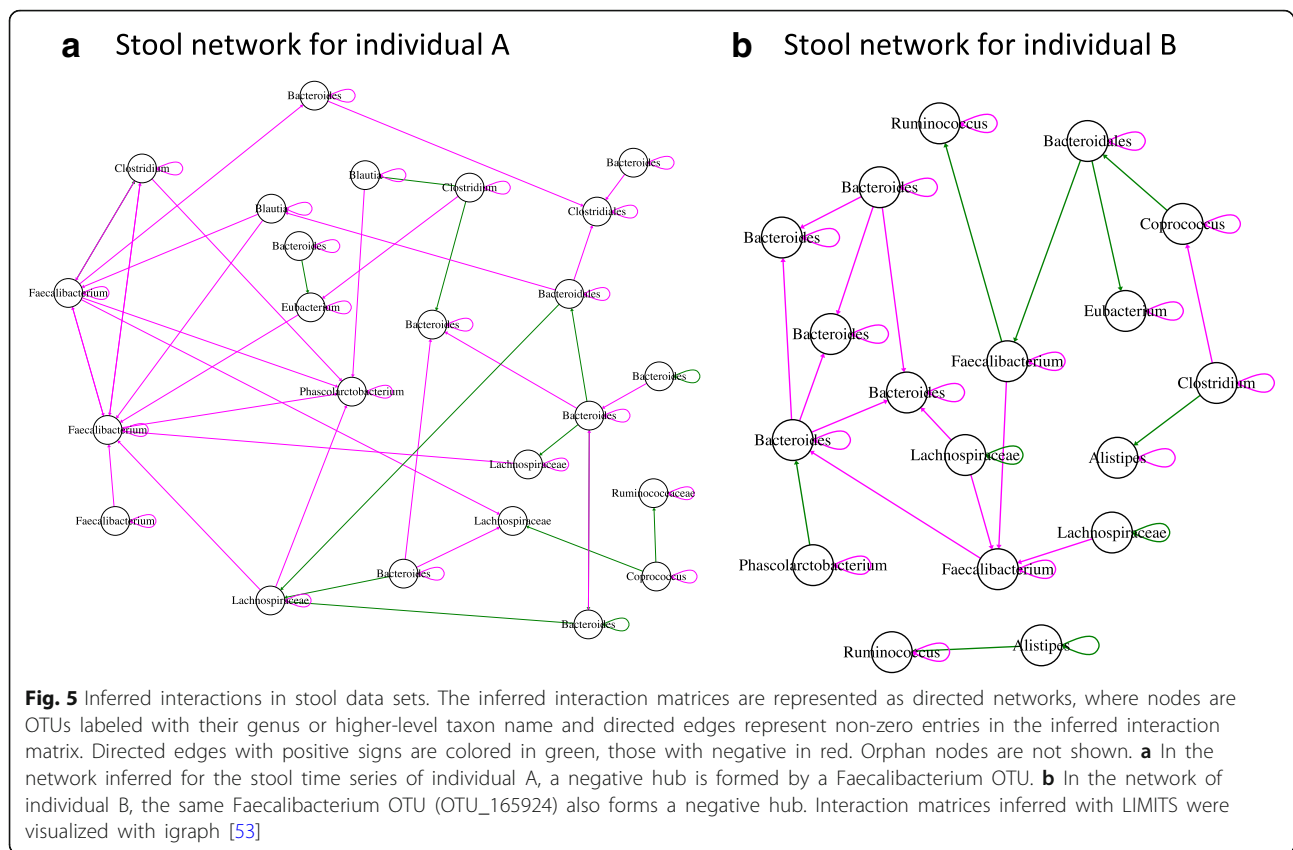 a Stool network for individual A
b Stool network for individual B
Bacteroides
Clostridium
Blautia
Clostridium
Bacteroides
Blautia
Clostridiales
Bacteroides
Faecalibacterium
Eubacterium
Bacteroidales
Bacteroides
Phascolarctobacterium
Bacteroides
Faecalibacterium
Bacteroides
Lachnospiraceae
Ruminococcaceae
Faecalibacterium
Lachnospiraceae
Bacteroides
Coprococcus
Lachnospiraceae
Bacteroides
Ruminococcus
Bacteroidales
Bacteroides
Bacteroides
Coprococcus
Bacteroides
Eubacterium
Faecalibacterium
Bacteroides
Clostridium
Bacteroides
Lachnospiraceae
Alistipes
Lachnospiraceae
Phascolarctobacterium
Faecalibacterium
Ruminococcus
Alistipes
Fig. 5 Inferred interactions in stool data sets. The inferred interaction matrices are represented as directed networks, where nodes are
OTUs labeled with their genus or higher-level taxon name and directed edges represent non-zero entries in the inferred interaction
matrix. Directed edges with positive signs are colored in green, those with negative in red. Orphan nodes are not shown. a In the
network inferred for the stool time series of individual A, a negative hub is formed by a Faecalibacterium OTU. b In the network of
individual B, the same Faecalibacterium OTU (OTU_165924) also forms a negative hub. Interaction matrices inferred with LIMITS were
visualized with igraph [53]